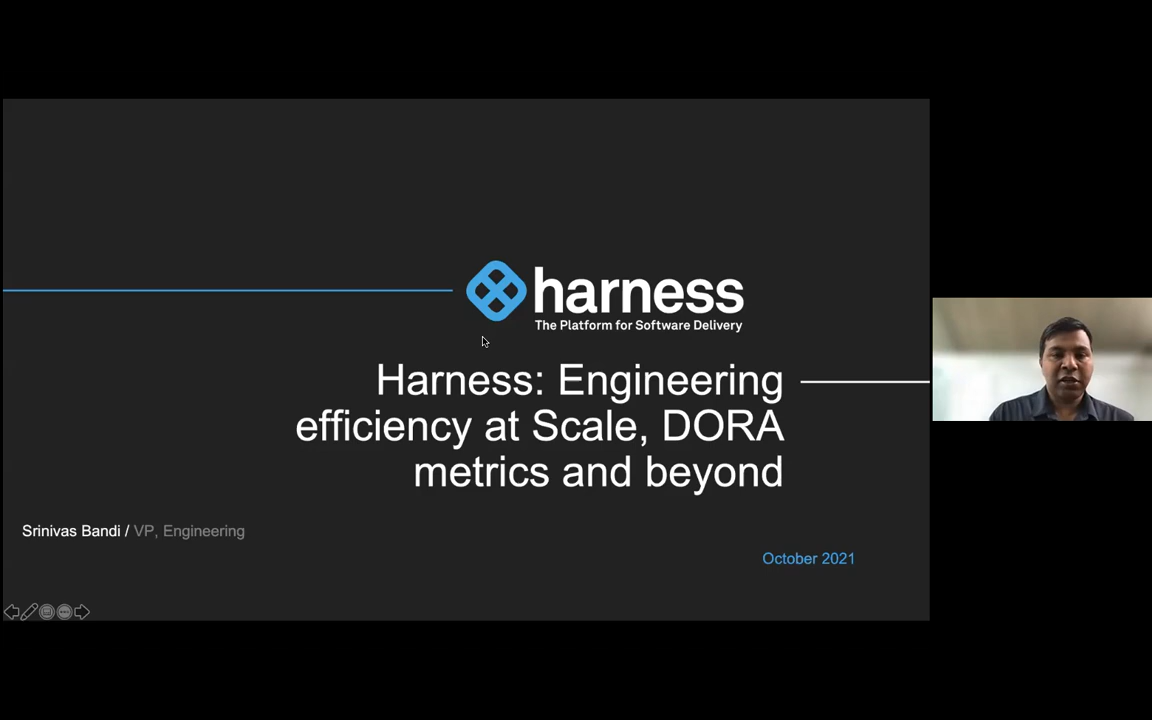 harness
The Platform for Software Delivery
Harness: Engineering
efficiency at Scale, DORA
metrics and beyond
Srinivas Bandi / VP, Engineering
October 2021